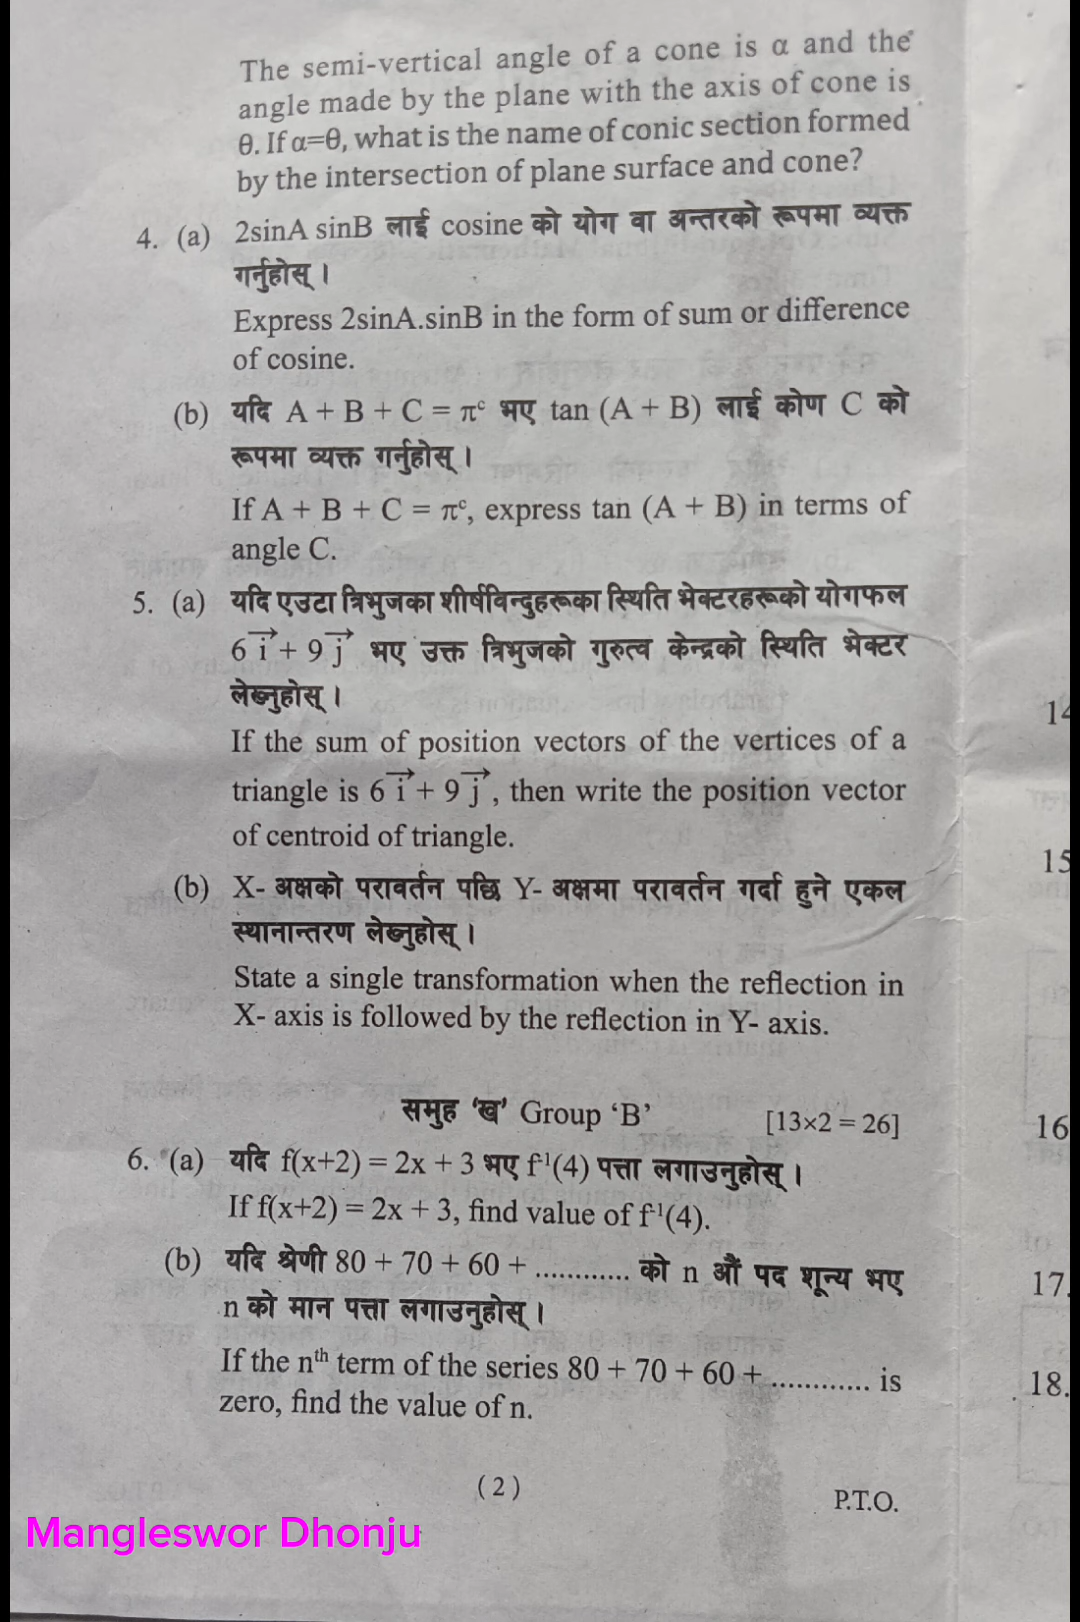 The semi-vertical angle of a cone is α and the
angle made by the plane with the axis of cone is
θ. If α=θ, what is the name of conic section formed
by the intersection of plane surface and cone?
4. (a) 2sinA sinB लाई cosine को योग वा अन्तरको रूपमा व्यक्त
गर्नुहोस् ।
Express 2sinA.sinB in the form of sum or difference
of cosine.
(b) यदि A + B + C = πᶜ भए tan (A + B) लाई कोण C को
रूपमा व्यक्त गर्नुहोस् ।
If A + B + C = πᶜ, express tan (A + B) in terms of
angle C.
5. (a) यदि एउटा त्रिभुजका शीर्षविन्दुहरूका स्थिति भेक्टरहरूको योगफल
6 i⃗ + 9 j⃗ भए उक्त त्रिभुजको गुरुत्व केन्द्रको स्थिति भेक्टर
लेख्नुहोस् ।
If the sum of position vectors of the vertices of a
triangle is 6 i⃗ + 9 j⃗ , then write the position vector
of centroid of triangle.
(b) X- अक्षको परावर्तन पछि Y- अक्षमा परावर्तन गर्दा हुने एकल
स्थानान्तरण लेख्नुहोस् ।
State a single transformation when the reflection in
X- axis is followed by the reflection in Y- axis.
समुह 'ख' Group 'B' [13×2 = 26]
6. (a) यदि f(x+2) = 2x + 3 भए f⁻¹(4) पत्ता लगाउनुहोस् ।
If f(x+2) = 2x + 3, find value of f⁻¹(4).
(b) यदि श्रेणी 80 + 70 + 60 + ............ को n औं पद शून्य भए
n को मान पत्ता लगाउनुहोस् ।
If the nᵗʰ term of the series 80 + 70 + 60 + ............ is
zero, find the value of n.
( 2 )
P.T.O.
Mangleswor Dhonju
14
15
16
17.
18.